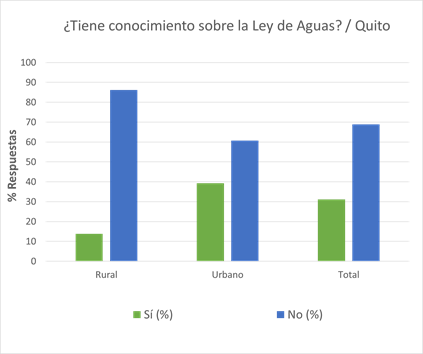 ¿Tiene conocimiento sobre la Ley de Aguas? / Quito
% Respuestas
100
90
80
70
60
50
40
30
20
10
0
Rural Urbano Total
Sí (%) No (%)